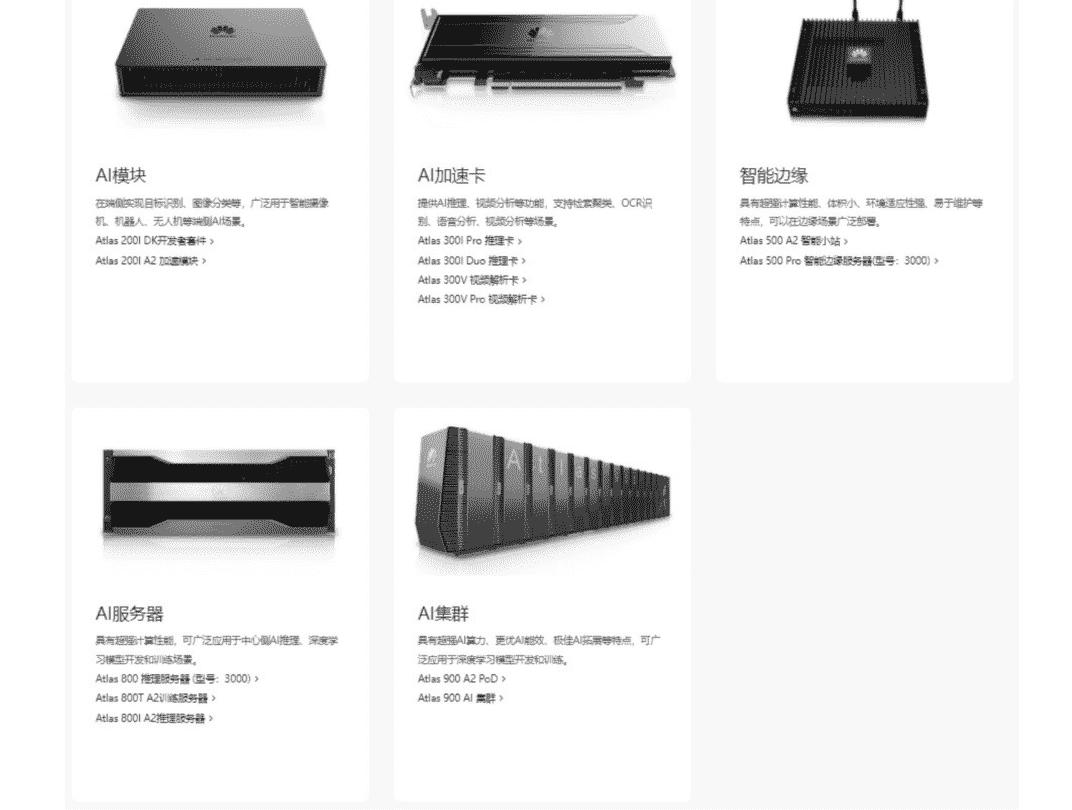 AI模块
在端侧实现目标识别、图像分类等，广泛用于智能摄像
机、机器人、无人机等端侧AI场景。
Atlas 200I DK开发者套件 >
Atlas 200I A2 加速模块 >
AI加速卡
提供AI推理、视频分析等功能，支持检索聚类、OCR识
别、语音分析、视频分析等场景。
Atlas 300I Pro 推理卡 >
Atlas 300I Duo 推理卡 >
Atlas 300V 视频解析卡 >
Atlas 300V Pro 视频解析卡 >
智能边缘
具有超强计算性能、体积小、环境适应性强、易于维护等
特点，可以在边缘场景广泛部署。
Atlas 500 A2 智能小站 >
Atlas 500 Pro 智能边缘服务器(型号：3000) >
AI服务器
具有超强计算性能，可广泛应用于中心侧AI推理、深度学
习模型开发和训练场景。
Atlas 800 推理服务器 (型号：3000) >
Atlas 800T A2训练服务器 >
Atlas 800I A2推理服务器 >
Atlas
AI集群
具有超强AI算力、更优AI能效、极佳AI拓展等特点，可广
泛应用于深度学习模型开发和训练。
Atlas 900 A2 PoD >
Atlas 900 AI 集群 >